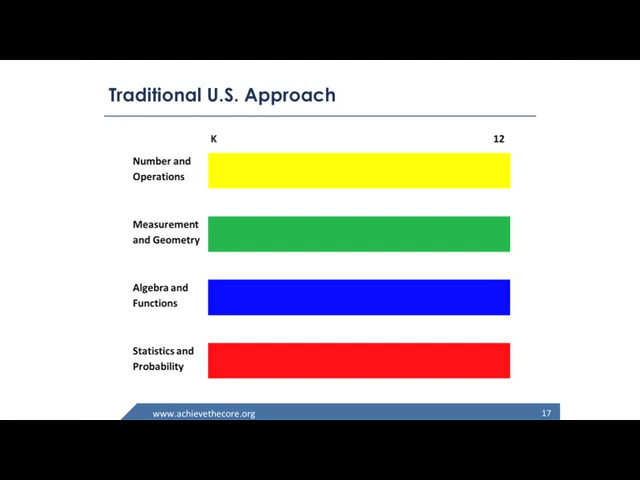 Traditional U.S. Approach
K 12
Number and
Operations
Measurement
and Geometry
Algebra and
Functions
Statistics and
Probability
www.achievethecore.org 17